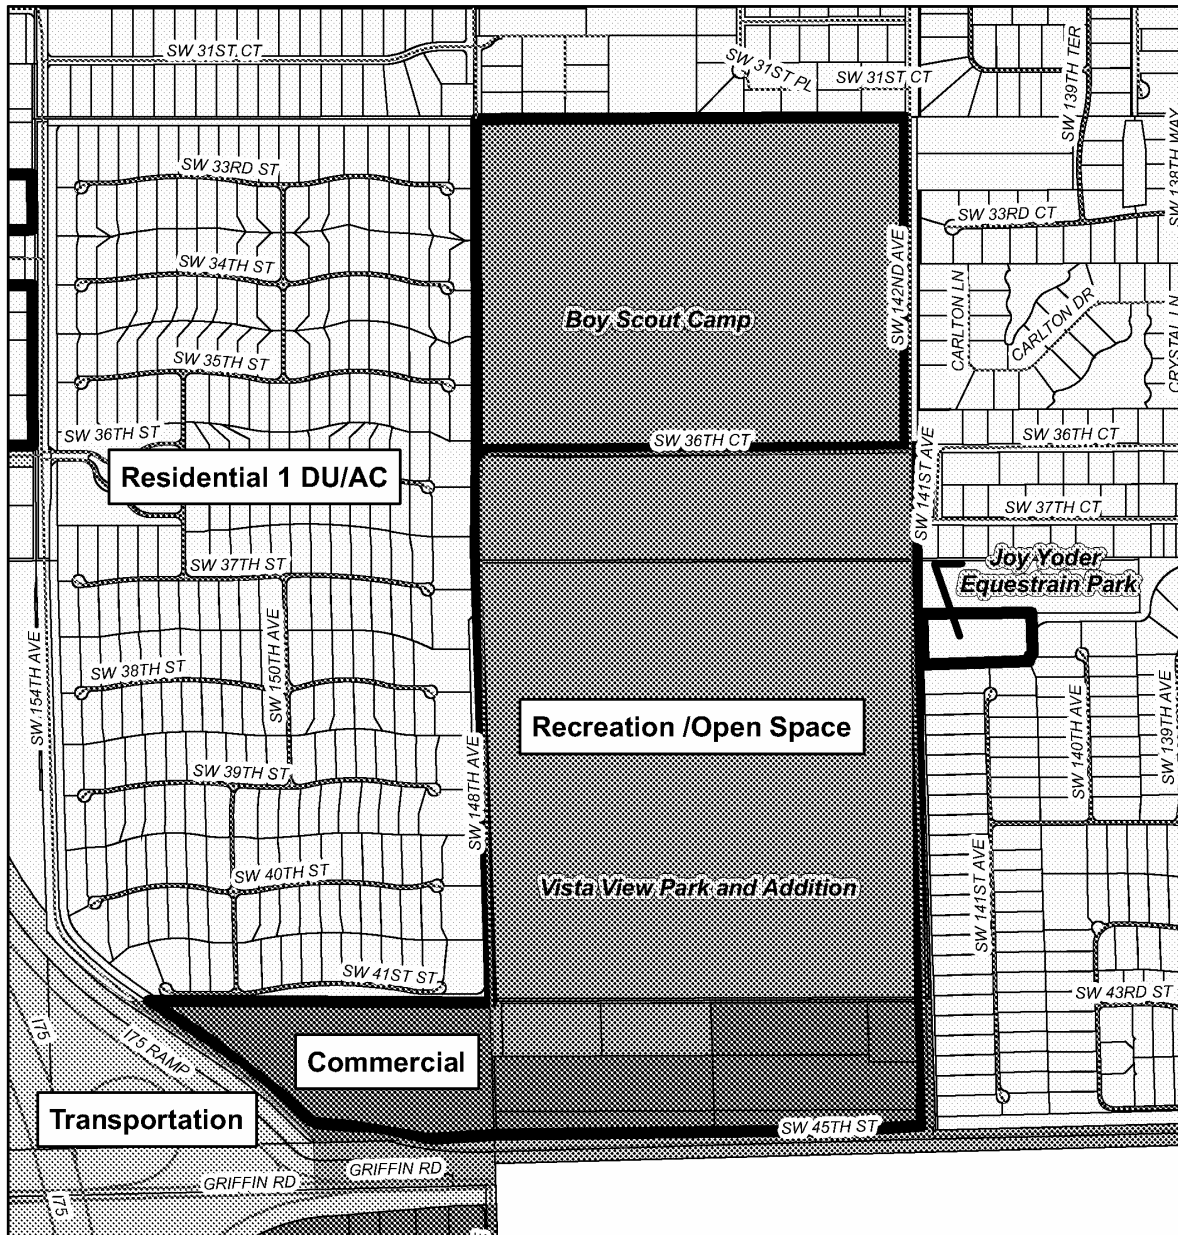 SW 31ST CT
SW 31ST PL
SW 31ST CT
SW 139TH TER
SW 138TH WAY
SW 33RD ST
SW 33RD CT
SW 34TH ST
SW 142ND AVE
CARLTON LN
CARLTON DR
CRYSTAL LN
Boy Scout Camp
SW 35TH ST
SW 36TH ST
SW 36TH CT
SW 36TH CT
SW 141ST AVE
Residential 1 DU/AC
SW 37TH CT
SW 37TH ST
Joy Yoder
Equestrain Park
SW 154TH AVE
SW 150TH AVE
SW 38TH ST
SW 148TH AVE
Recreation /Open Space
SW 140TH AVE
SW 139TH AVE
SW 39TH ST
SW 40TH ST
Vista View Park and Addition
SW 141ST AVE
SW 41ST ST
SW 43RD ST
I75
I75 RAMP
Commercial
Transportation
SW 45TH ST
GRIFFIN RD
GRIFFIN RD
I75